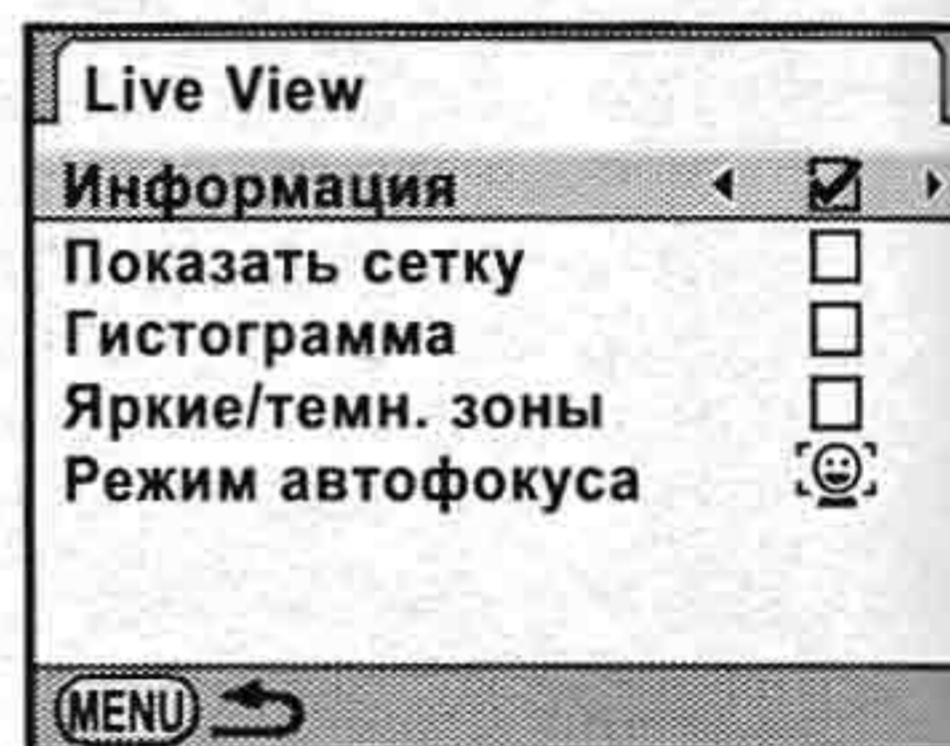 Live View
Информация
Показать сетку
Гистограмма
Яркие/темн. зоны
Режим автофокуса
MENU